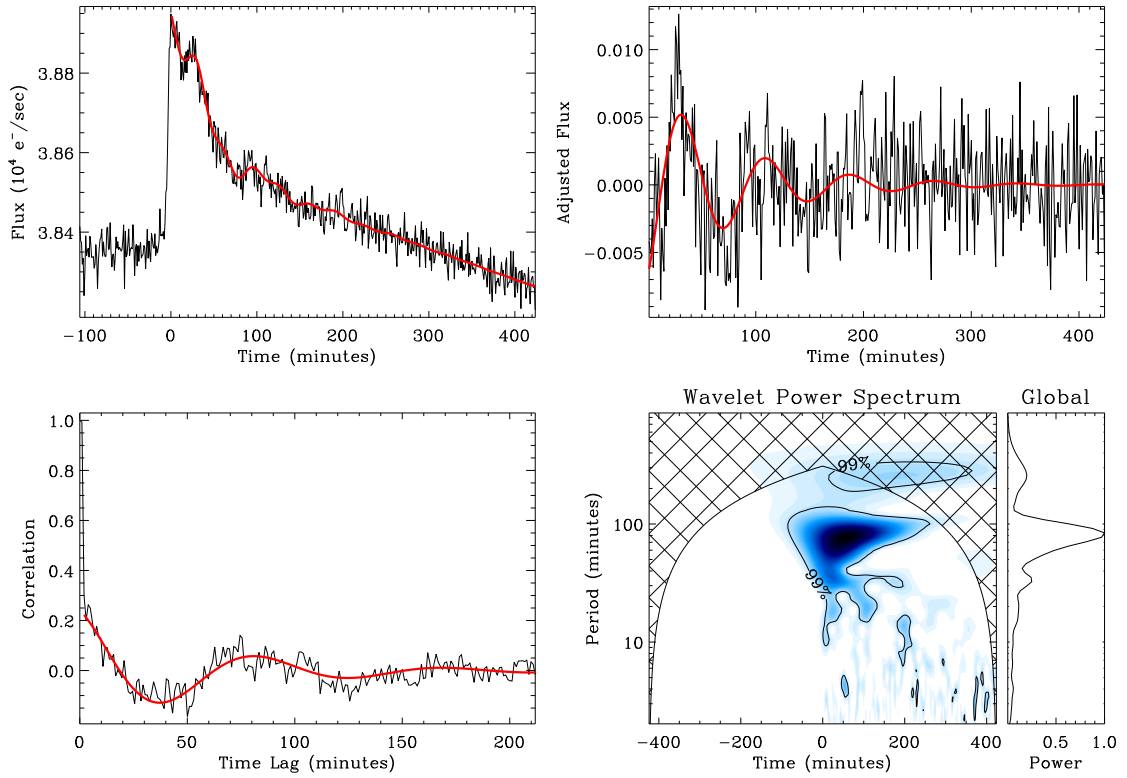 3.88
3.86
3.84
Flux (10⁴ e⁻/sec)
−100 0 100 200 300 400
Time (minutes)
0.010
0.005
0.000
−0.005
Adjusted Flux
100 200 300 400
Time (minutes)
1.0
0.8
0.6
0.4
0.2
0.0
Correlation
0 50 100 150 200
Time Lag (minutes)
Wavelet Power Spectrum
99%
99%
100
10
Period (minutes)
−400 −200 0 200 400
Time (minutes)
Global
0.5 1.0
Power